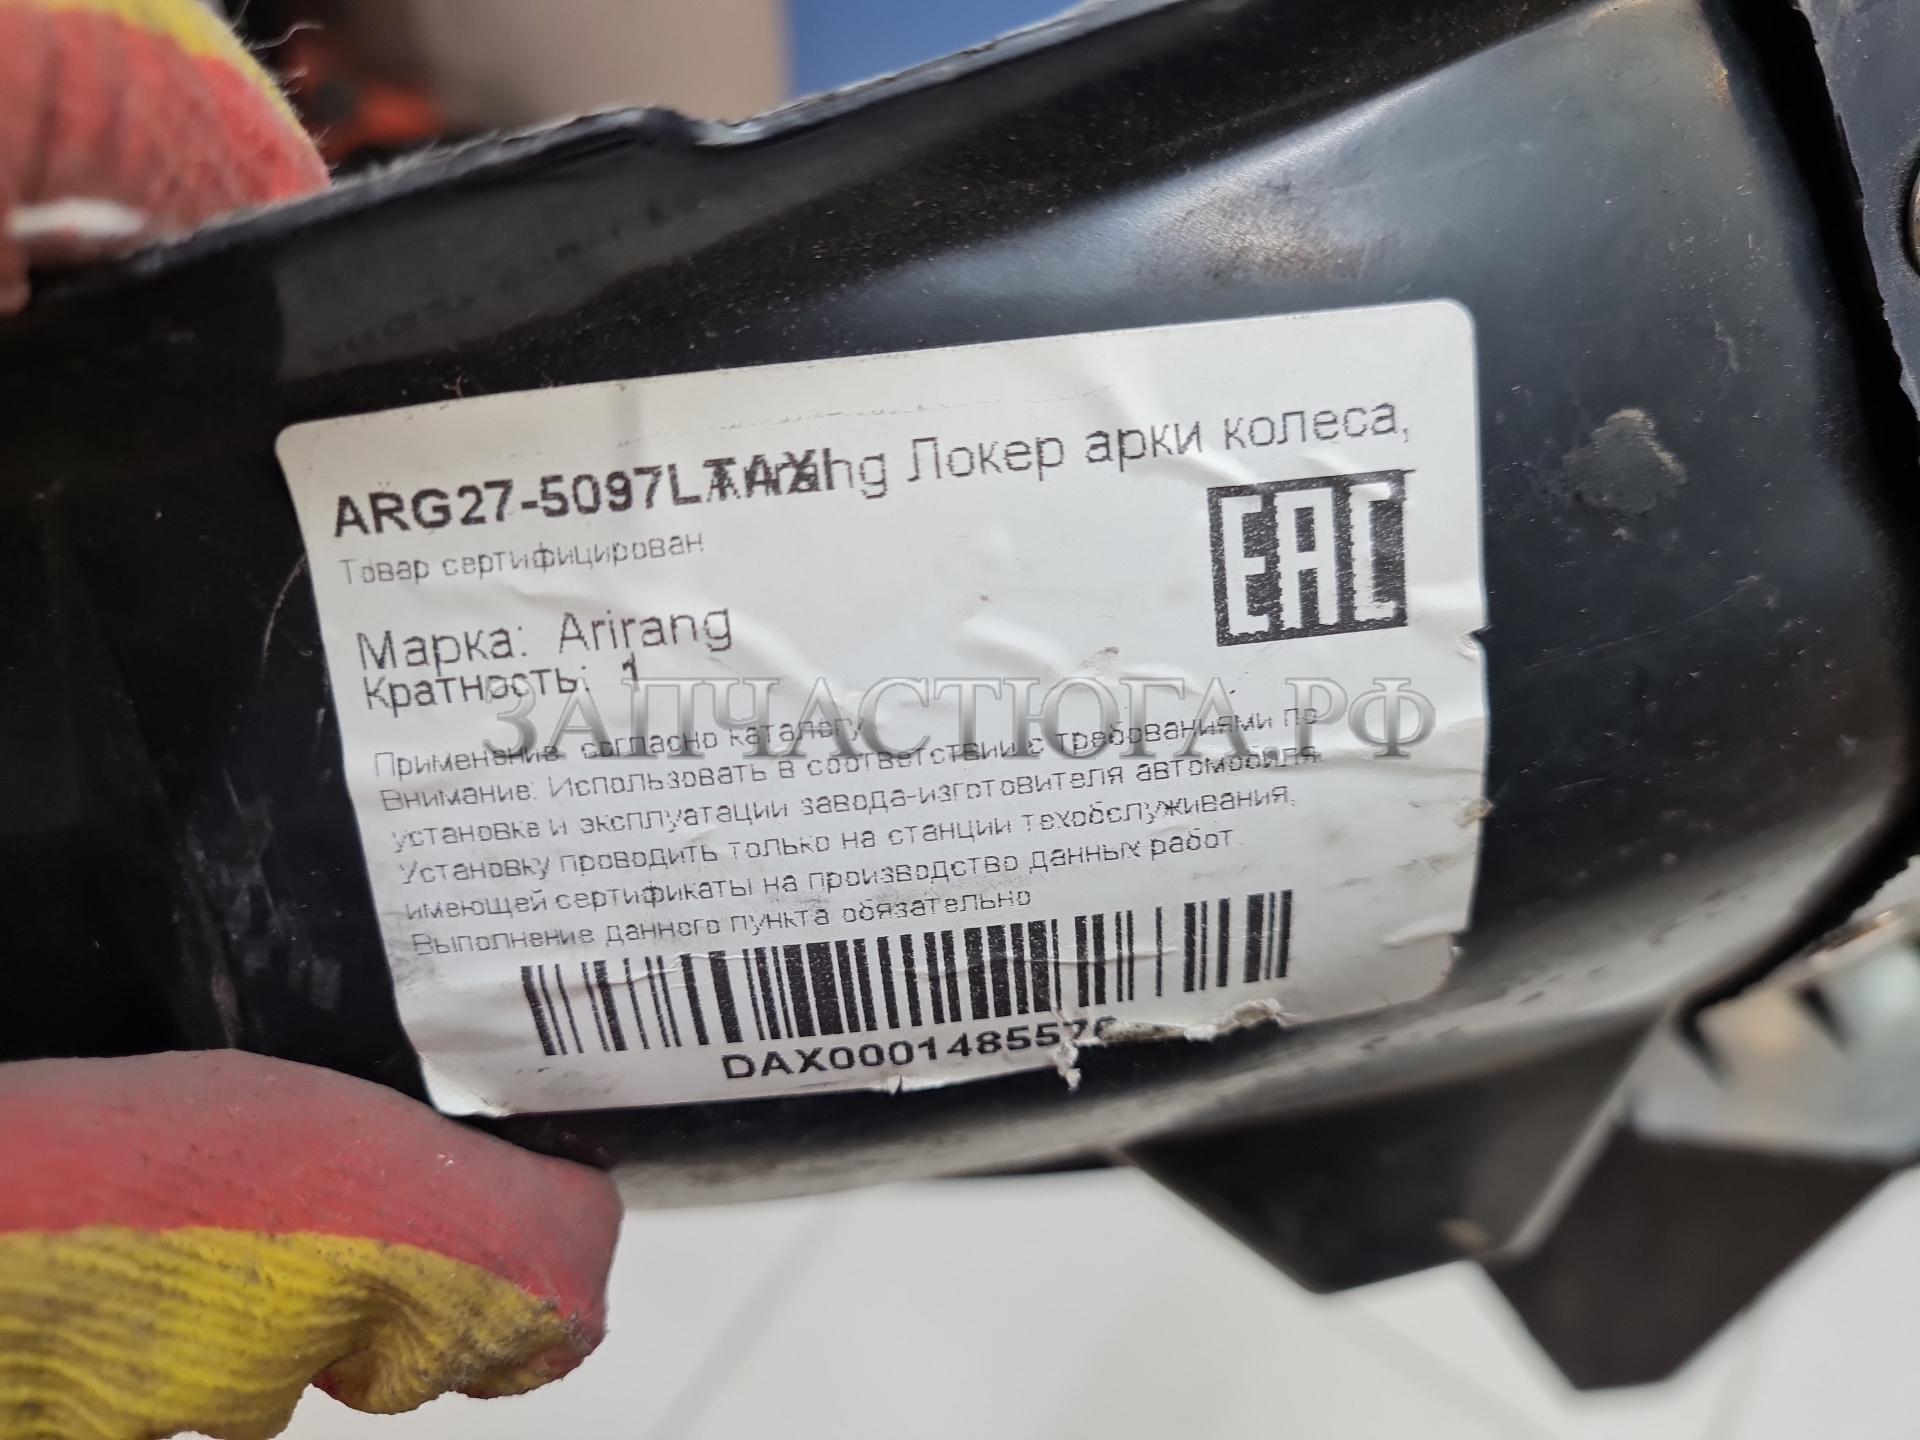 ARG27-5097LTAX Arirang Локер арки колеса,
Товар сертифицирован
EAC
Марка: Arirang
Кратность: 1
ЗАПЧАСТЮГА.РФ
Применение: согласно каталогу
Внимание: Использовать в соответствии с требованиями по
установке и эксплуатации завода-изготовителя автомобиля.
Установку проводить только на станции техобслуживания,
имеющей сертификаты на производство данных работ.
Выполнение данного пункта обязательно
DAX000148557